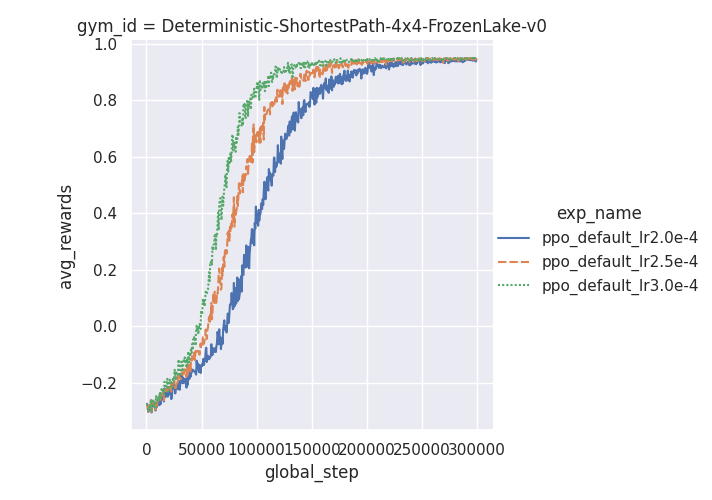 gym_id = Deterministic-ShortestPath-4x4-FrozenLake-v0
1.0
0.8
0.6
0.4
0.2
0.0
−0.2
avg_rewards
0 50000 100000 150000 200000 250000 300000
global_step
exp_name
ppo_default_lr2.0e-4
ppo_default_lr2.5e-4
ppo_default_lr3.0e-4